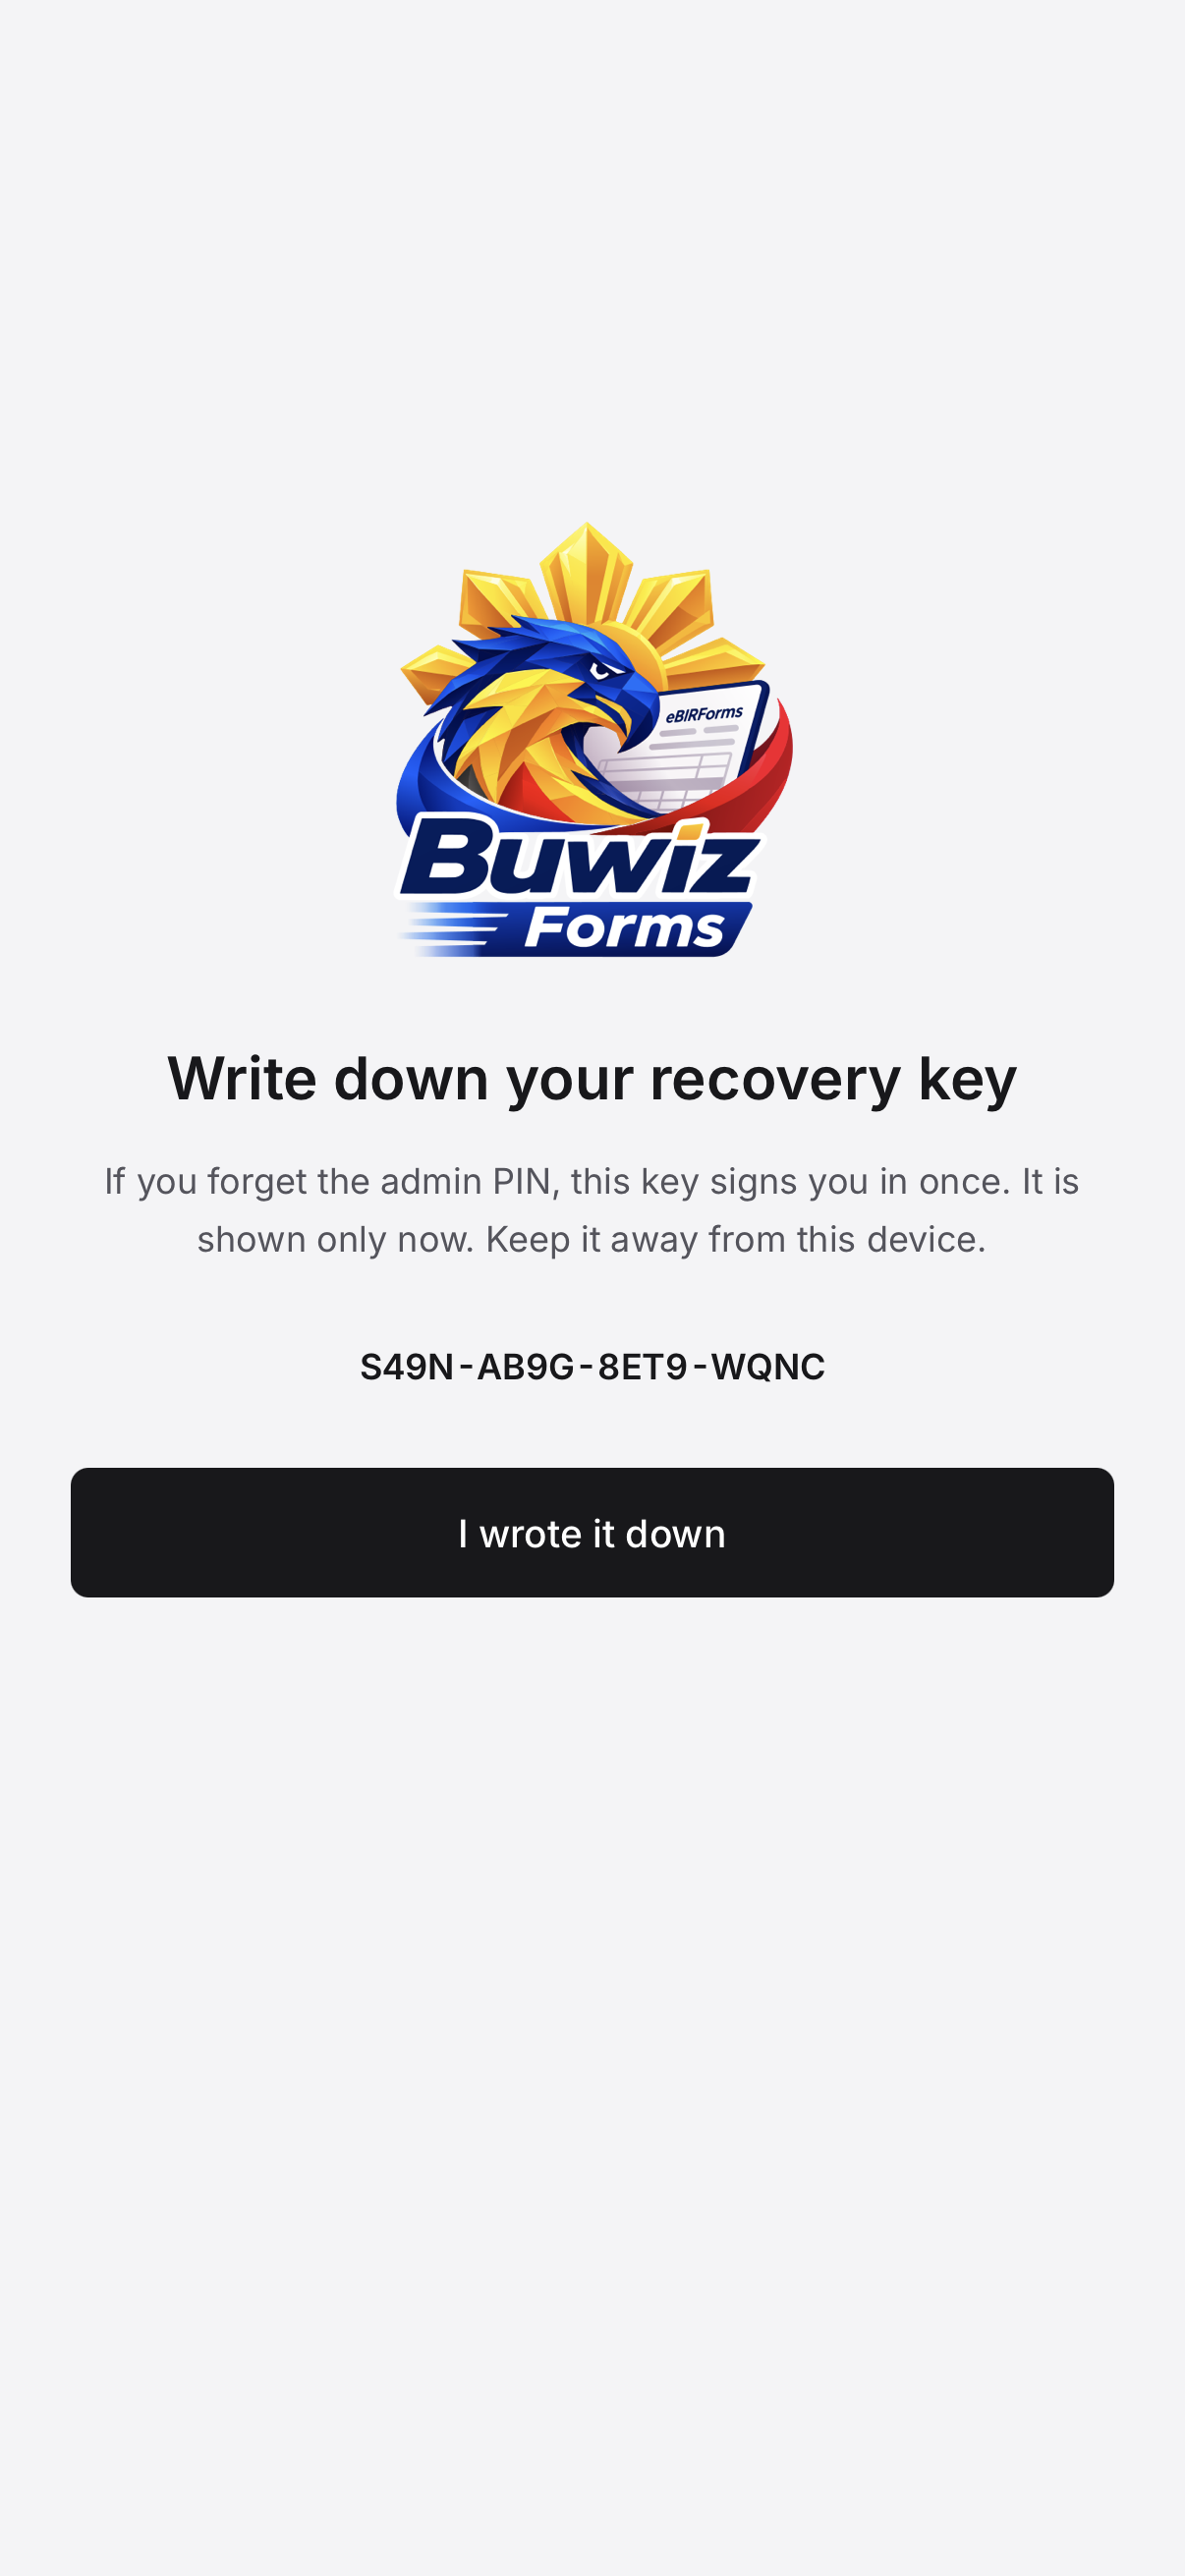 eBIRForms
Buwiz
Forms
Write down your recovery key
If you forget the admin PIN, this key signs you in once. It is
shown only now. Keep it away from this device.
S49N-AB9G-8ET9-WQNC
I wrote it down